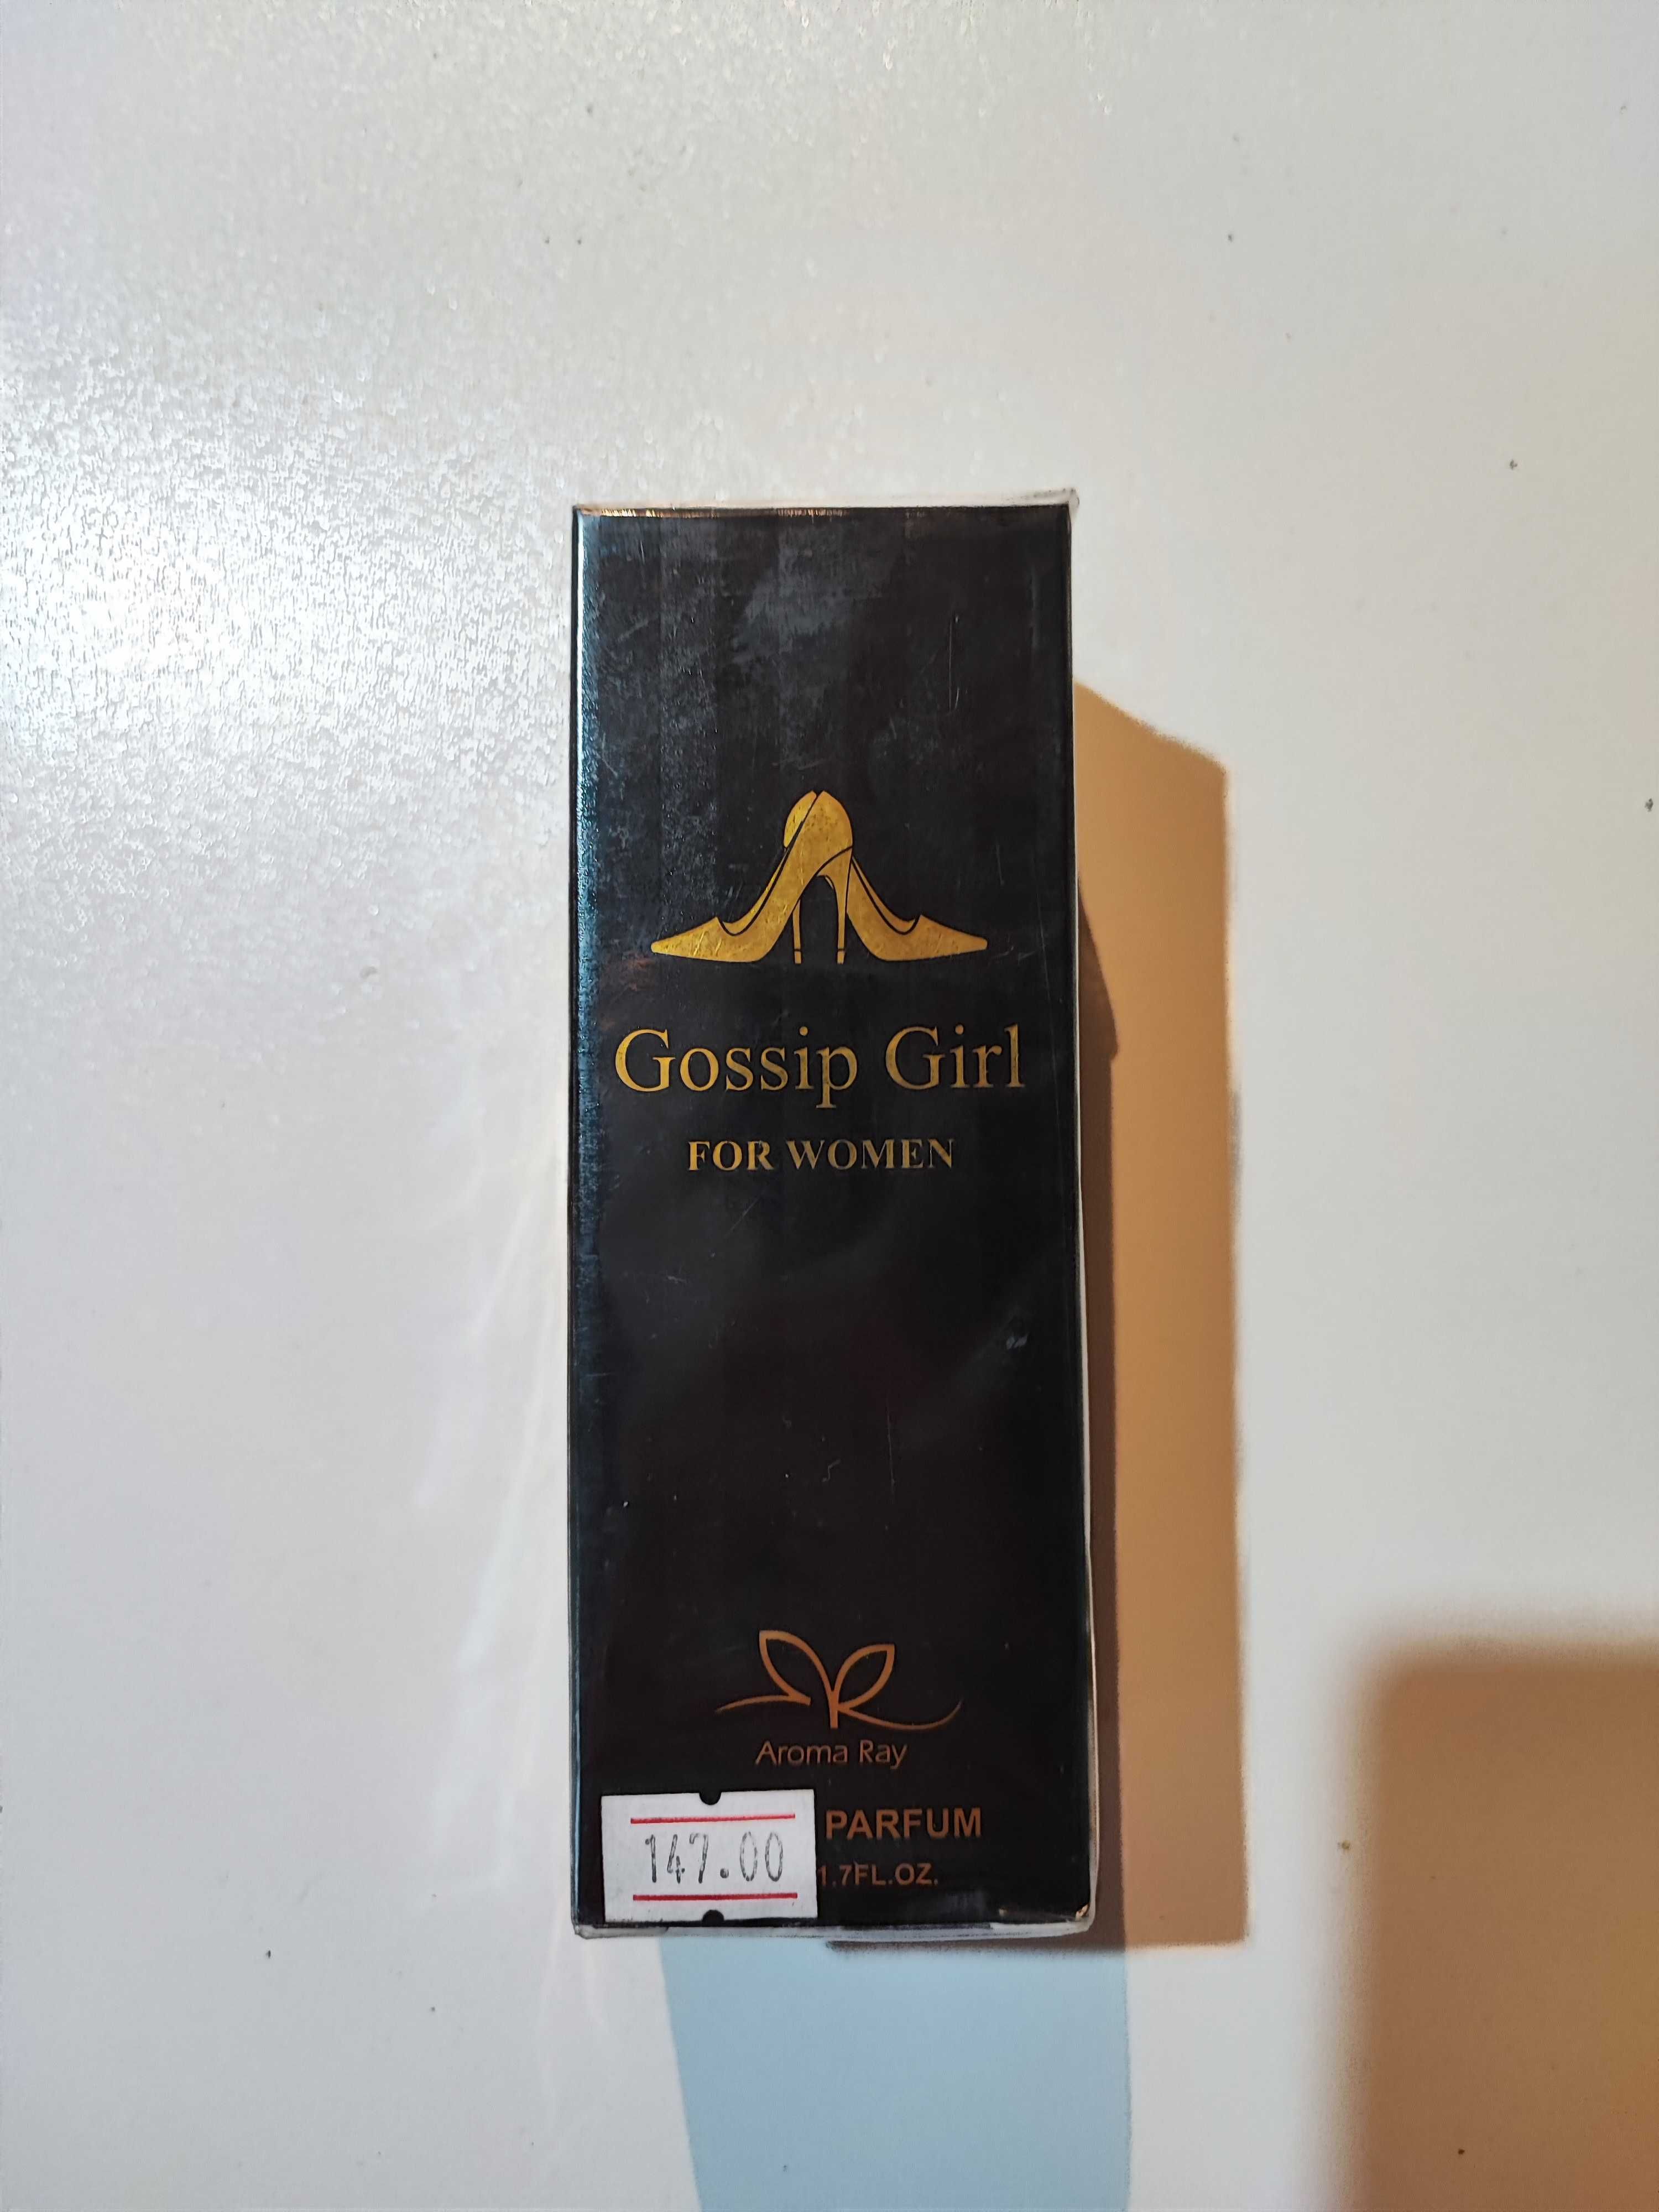 Gossip Girl
FOR WOMEN
Aroma Ray
PARFUM
1.7FL.OZ.
147.00